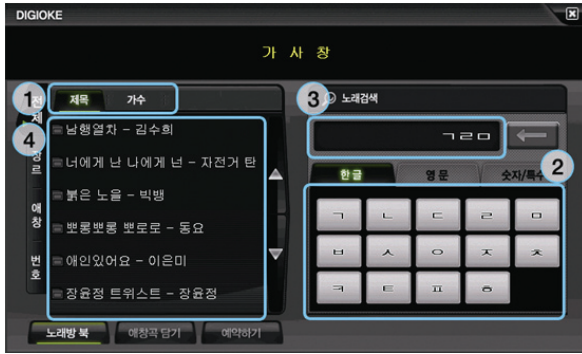 DIGIOKE
가 사 창
1
제목 가수
3 노래검색
4
남행열차 - 김수희
너에게 난 나에게 넌 - 자전거 탄
붉은 노을 - 빅뱅
뽀롱뽀롱 뽀로로 - 동요
애인있어요 - 이은미
장윤정 트위스트 - 장윤정
애창
번호
ㄱㄹㅁ ←
2
한글 영문 숫자/특수
ㄱ ㄴ ㄷ ㄹ ㅁ
ㅂ ㅅ ㅇ ㅈ ㅊ
ㅋ ㅌ ㅍ ㅎ
노래방 북 애창곡 담기 예약하기